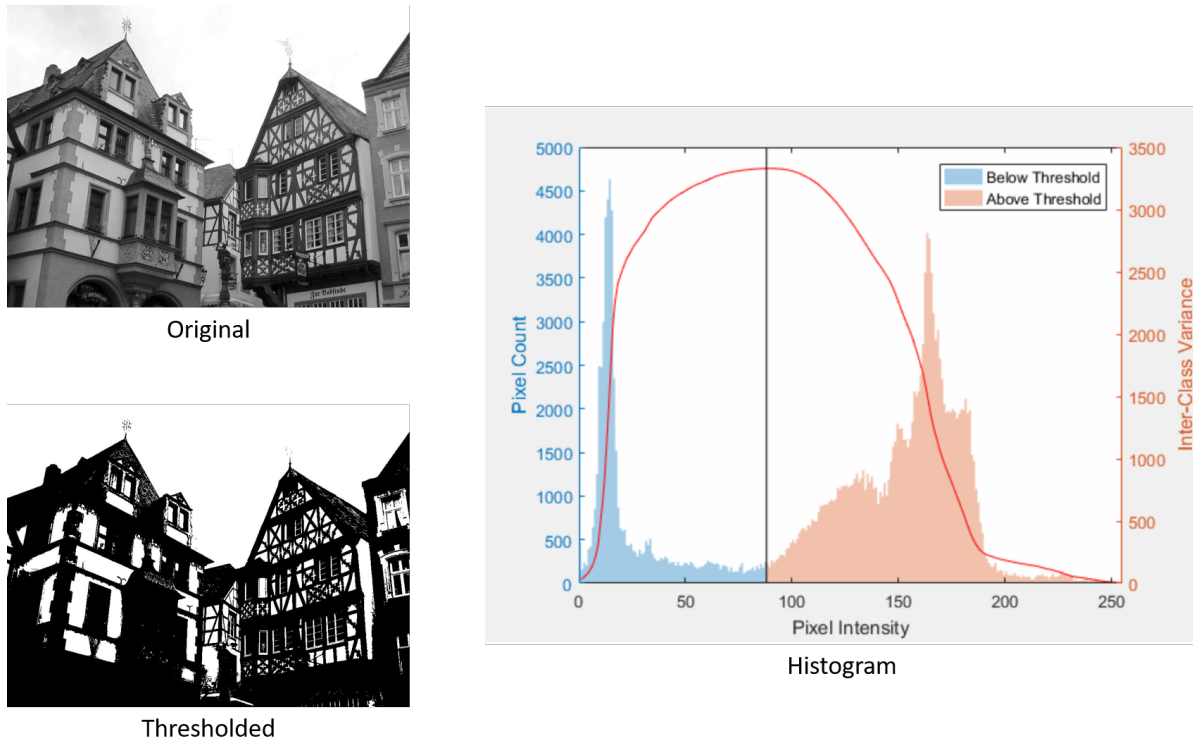 Original
Thresholded
Zur Badstube
5000
4500
4000
3500
3000
2500
2000
1500
1000
500
0
Pixel Count
0
50
100
150
200
250
Pixel Intensity
Below Threshold
Above Threshold
3500
3000
2500
2000
1500
1000
500
0
Inter-Class Variance
Histogram